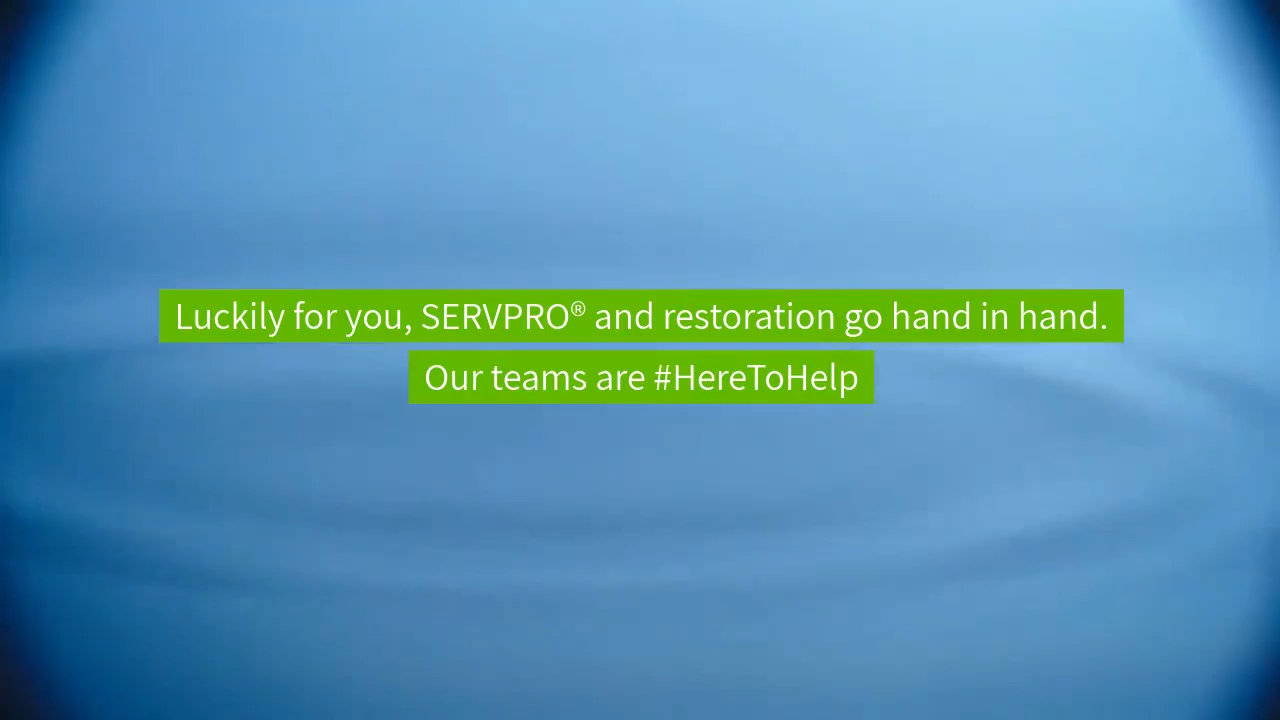 Luckily for you, SERVPRO® and restoration go hand in hand.
Our teams are #HereToHelp